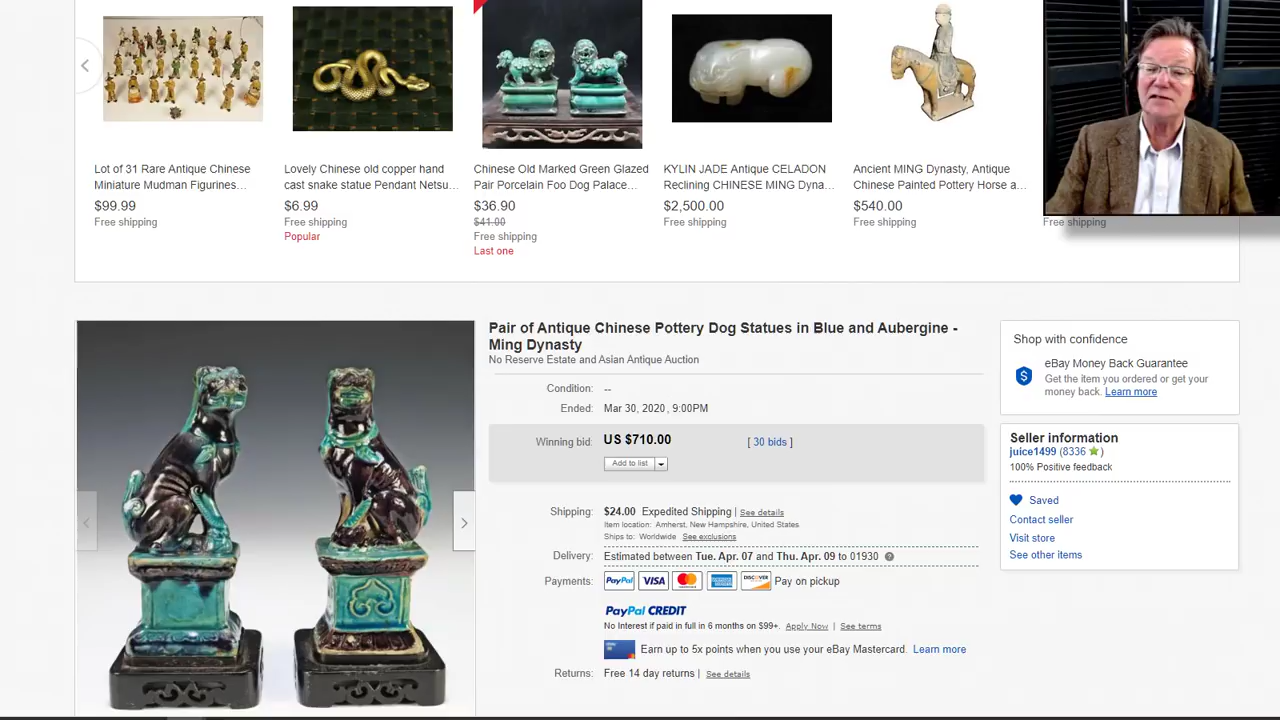 Lot of 31 Rare Antique Chinese
Miniature Mudman Figurines...
$99.99
Free shipping
Lovely Chinese old copper hand
cast snake statue Pendant Netsu...
$6.99
Free shipping
Popular
Chinese Old Marked Green Glazed
Pair Porcelain Foo Dog Palace...
$36.90
$41.00
Free shipping
Last one
KYLIN JADE Antique CELADON
Reclining CHINESE MING Dyna...
$2,500.00
Free shipping
Ancient MING Dynasty, Antique
Chinese Painted Pottery Horse a...
$540.00
Free shipping
Free shipping
Pair of Antique Chinese Pottery Dog Statues in Blue and Aubergine -
Ming Dynasty
No Reserve Estate and Asian Antique Auction
Condition: --
Ended: Mar 30, 2020 , 9:00PM
Winning bid: US $710.00 [ 30 bids ]
Add to list
Shipping: $24.00 Expedited Shipping | See details
Item location: Amherst, New Hampshire, United States
Ships to: Worldwide See exclusions
Delivery: Estimated between Tue. Apr. 07 and Thu. Apr. 09 to 01930
Payments: PayPal VISA DISCOVER Pay on pickup
PayPal CREDIT
No Interest if paid in full in 6 months on $99+. Apply Now | See terms
Earn up to 5x points when you use your eBay Mastercard. Learn more
Returns: Free 14 day returns | See details
Shop with confidence
eBay Money Back Guarantee
Get the item you ordered or get your
money back. Learn more
Seller information
juice1499 (8336 )
100% Positive feedback
Saved
Contact seller
Visit store
See other items